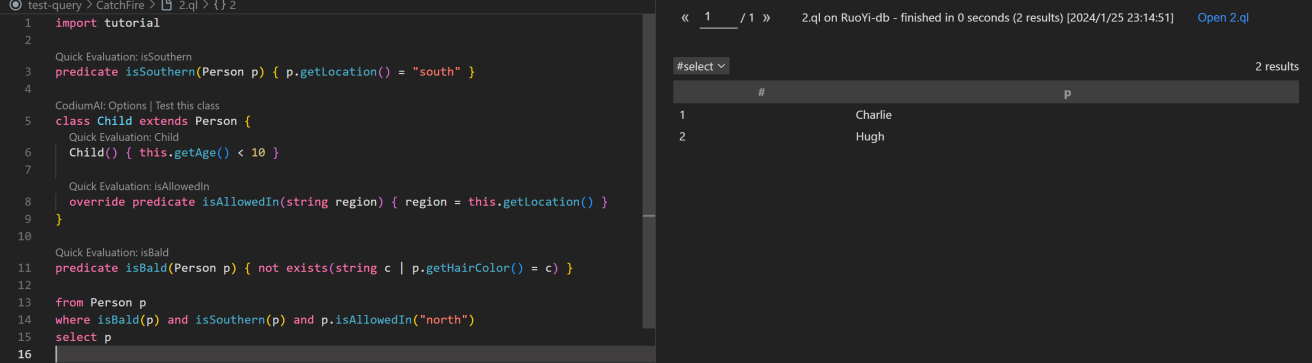 test-query > CatchFire > 2.ql > {} 2
1 import tutorial
2
Quick Evaluation: isSouthern
3 predicate isSouthern(Person p) { p.getLocation() = "south" }
4
CodiumAI: Options | Test this class
5 class Child extends Person {
Quick Evaluation: Child
6 Child() { this.getAge() < 10 }
7
Quick Evaluation: isAllowedIn
8 override predicate isAllowedIn(string region) { region = this.getLocation() }
9 }
10
Quick Evaluation: isBald
11 predicate isBald(Person p) { not exists(string c | p.getHairColor() = c) }
12
13 from Person p
14 where isBald(p) and isSouthern(p) and p.isAllowedIn("north")
15 select p
16
« 1 / 1 » 2.ql on RuoYi-db - finished in 0 seconds (2 results) [2024/1/25 23:14:51] Open 2.ql
#select 2 results
# p
1 Charlie
2 Hugh